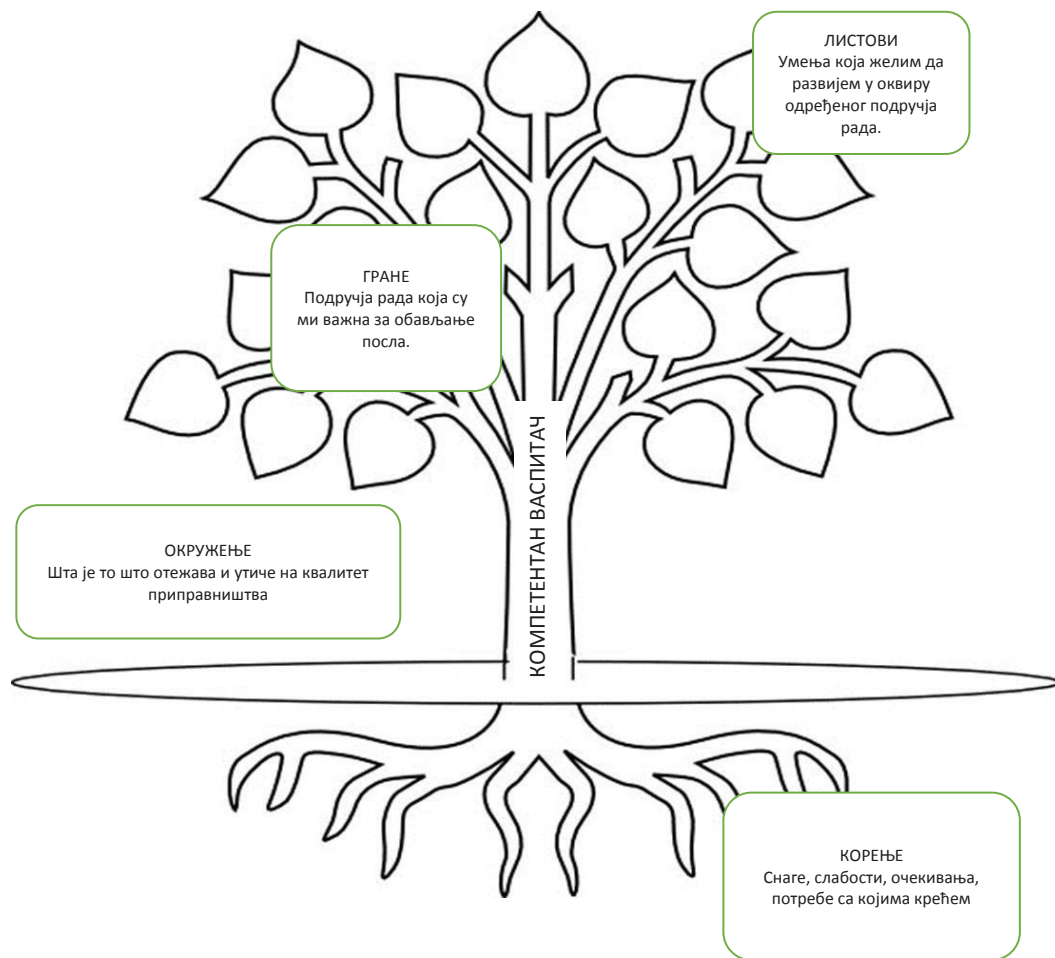 ЛИСТОВИ
Умења која желим да
развијем у оквиру
одређеног подручја
рада.
ГРАНЕ
Подручја рада која су
ми важна за обављање
посла.
КОМПЕТЕНТАН ВАСПИТАЧ
ОКРУЖЕЊЕ
Шта је то што отежава и утиче на квалитет
приправништва
КОРЕЊЕ
Снаге, слабости, очекивања,
потребе са којима крећем